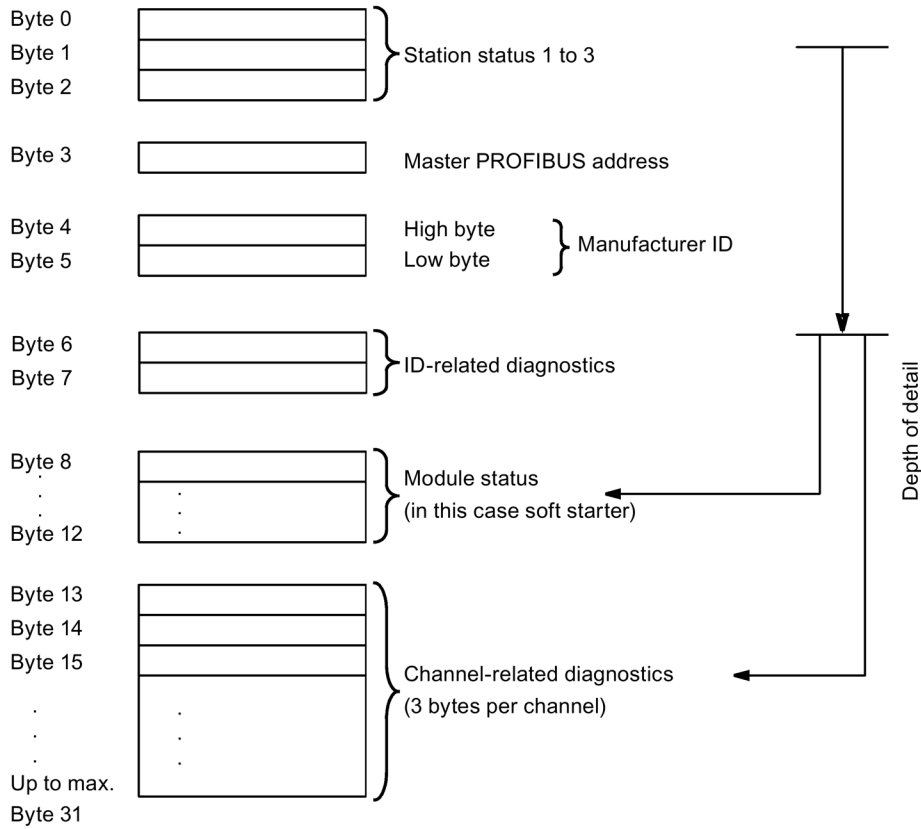 Byte 0
Byte 1
Byte 2
Station status 1 to 3
Byte 3
Master PROFIBUS address
Byte 4
High byte
Byte 5
Low byte
Manufacturer ID
Byte 6
Byte 7
ID-related diagnostics
Byte 8
.
.
.
Byte 12
.
.
.
Module status
(in this case soft starter)
Byte 13
Byte 14
Byte 15
.
.
.
Up to max.
Byte 31
.
.
.
Channel-related diagnostics
(3 bytes per channel)
Depth of detail